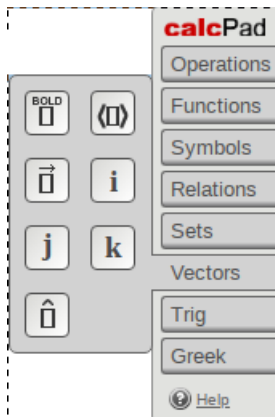 calcPad
Operations
Functions
Symbols
Relations
Sets
Vectors
Trig
Greek
Help
BOLD
i
j k